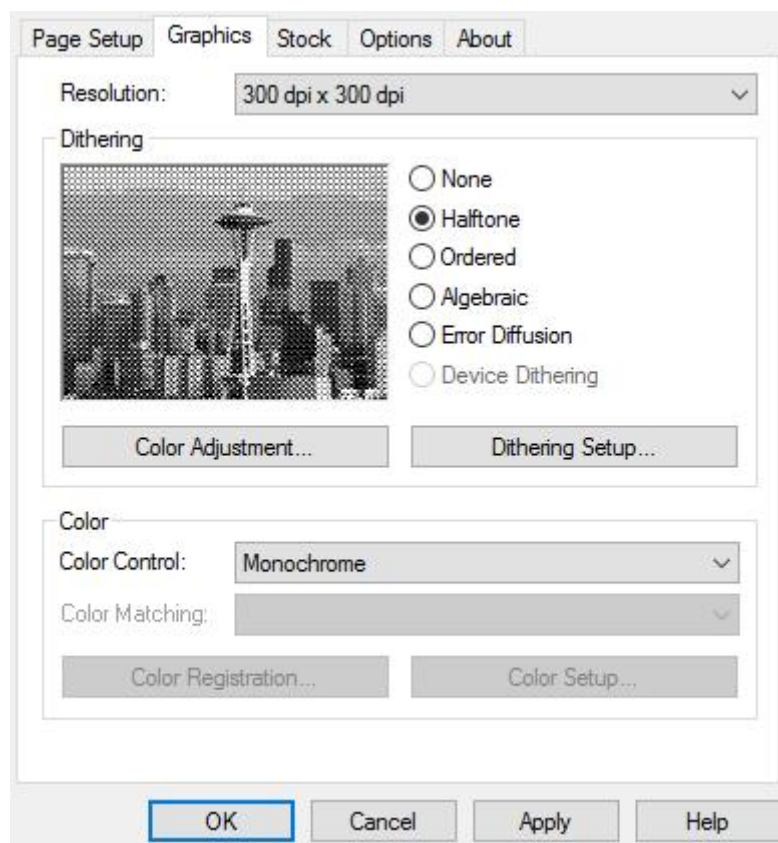 Page Setup Graphics Stock Options About
Resolution: 300 dpi x 300 dpi
Dithering
None
Halftone
Ordered
Algebraic
Error Diffusion
Device Dithering
Color Adjustment... Dithering Setup...
Color
Color Control: Monochrome
Color Matching:
Color Registration... Color Setup...
OK Cancel Apply Help